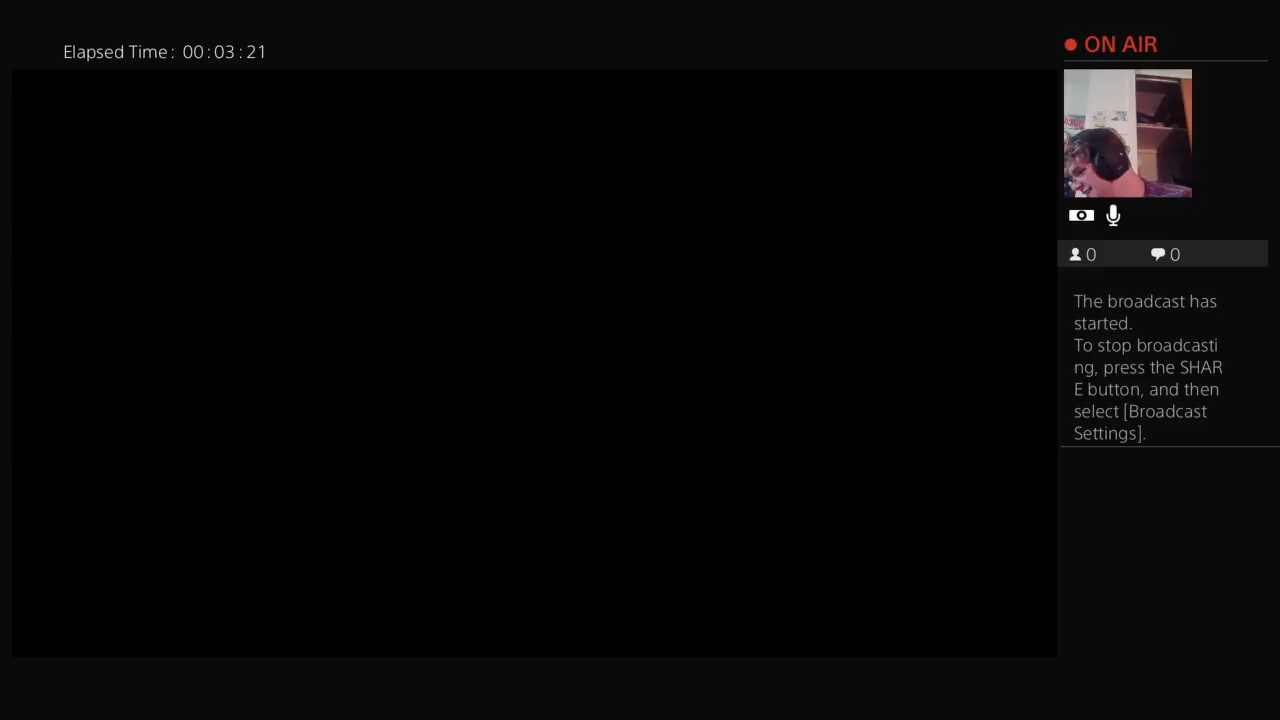 Elapsed Time: 00:03:21
ON AIR
0 0
The broadcast has
started.
To stop broadcasti
ng, press the SHAR
E button, and then
select [Broadcast
Settings].